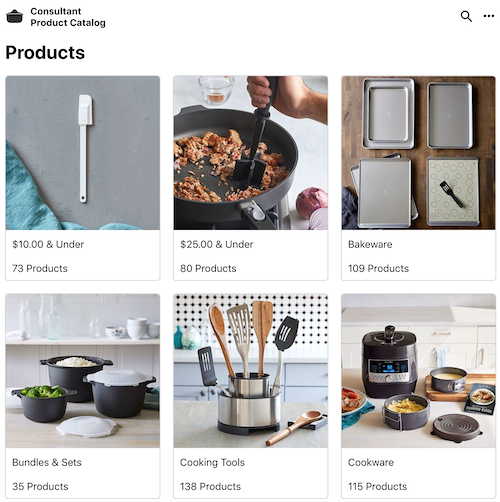 Consultant
Product Catalog
Products
$10.00 & Under
73 Products
$25.00 & Under
80 Products
Bakeware
109 Products
Bundles & Sets
35 Products
Cooking Tools
138 Products
Cookware
115 Products